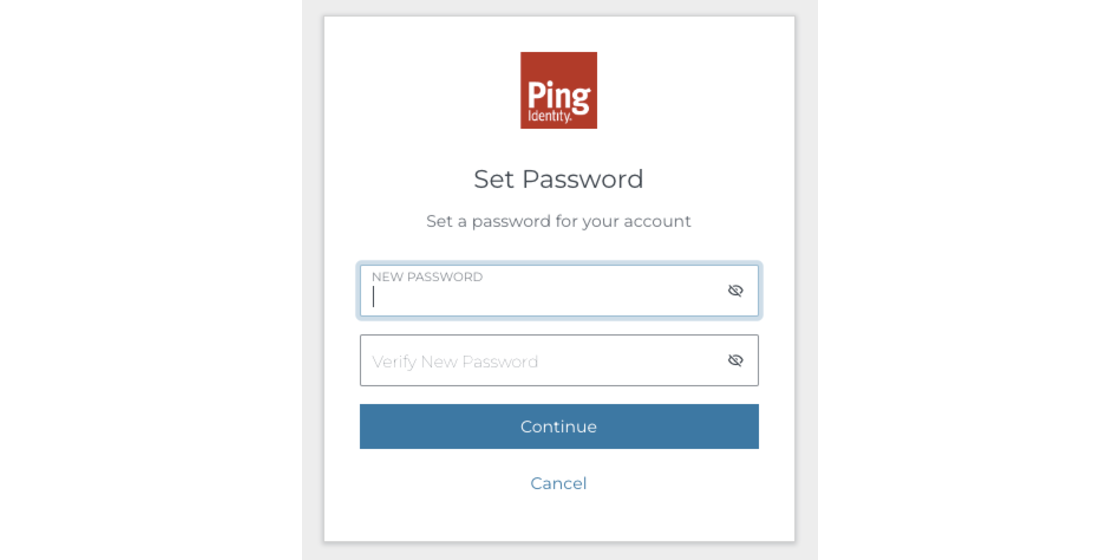 Ping
Identity.
Set Password
Set a password for your account
NEW PASSWORD
Verify New Password
Continue
Cancel